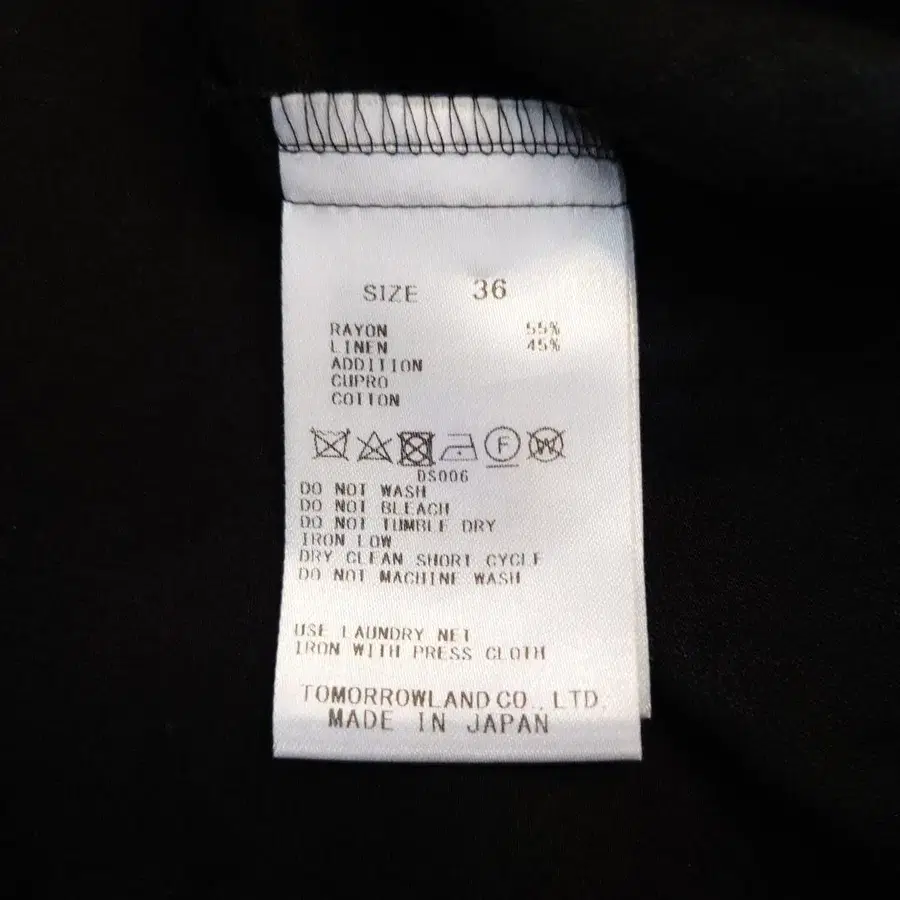 SIZE 36
RAYON 55%
LINEN 45%
ADDITION
CUPRO
COTTON
F W
DS006
DO NOT WASH
DO NOT BLEACH
DO NOT TUMBLE DRY
IRON LOW
DRY CLEAN SHORT CYCLE
DO NOT MACHINE WASH
USE LAUNDRY NET
IRON WITH PRESS CLOTH
TOMORROWLAND CO., LTD.
MADE IN JAPAN